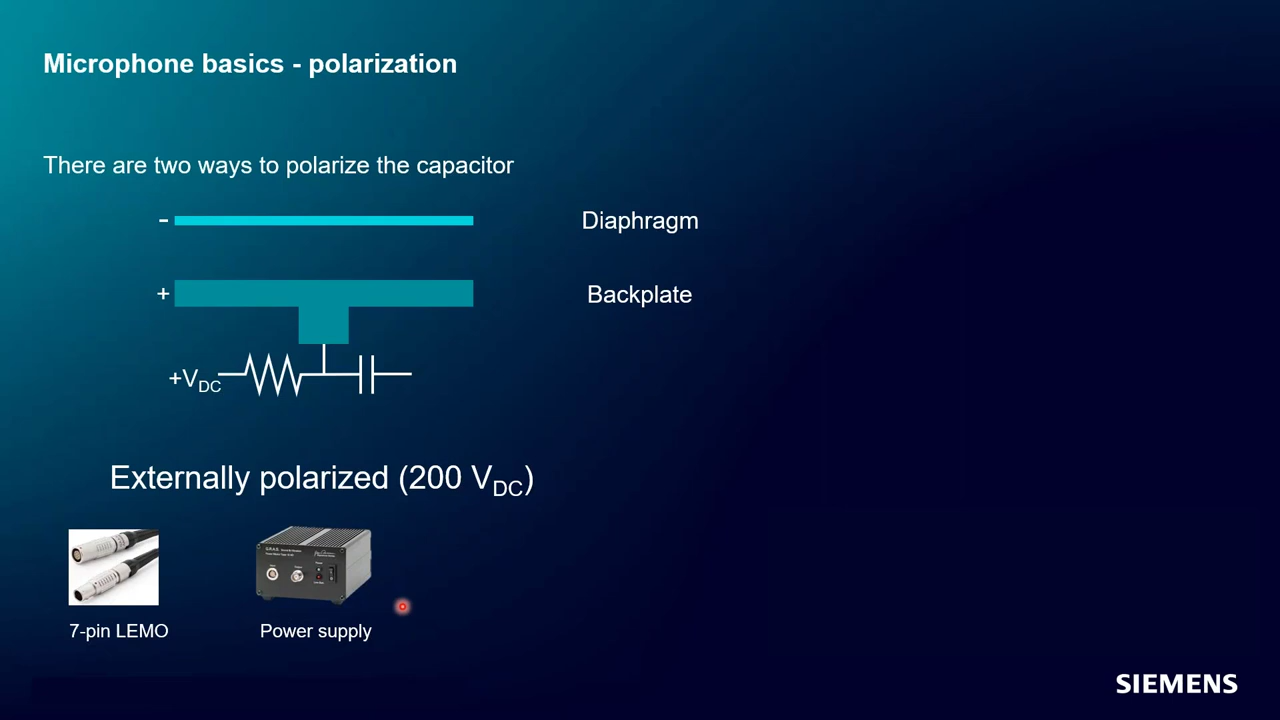 Microphone basics - polarization
There are two ways to polarize the capacitor
-
Diaphragm
+
Backplate
+VDC
Externally polarized (200 VDC)
G.R.A.S.
7-pin LEMO
Power supply
SIEMENS